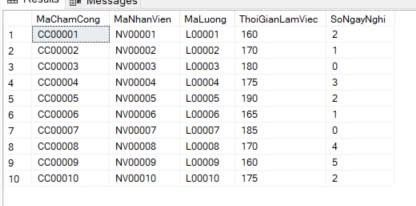 Results Messages
MaChamCong MaNhanVien MaLuong ThoiGianLamViec SoNgayNghi
1 CC00001 NV00001 L00001 160 2
2 CC00002 NV00002 L00002 170 1
3 CC00003 NV00003 L00003 180 0
4 CC00004 NV00004 L00004 175 3
5 CC00005 NV00005 L00005 190 2
6 CC00006 NV00006 L00006 165 1
7 CC00007 NV00007 L00007 185 0
8 CC00008 NV00008 L00008 170 4
9 CC00009 NV00009 L00009 160 5
10 CC00010 NV00010 L00010 175 2